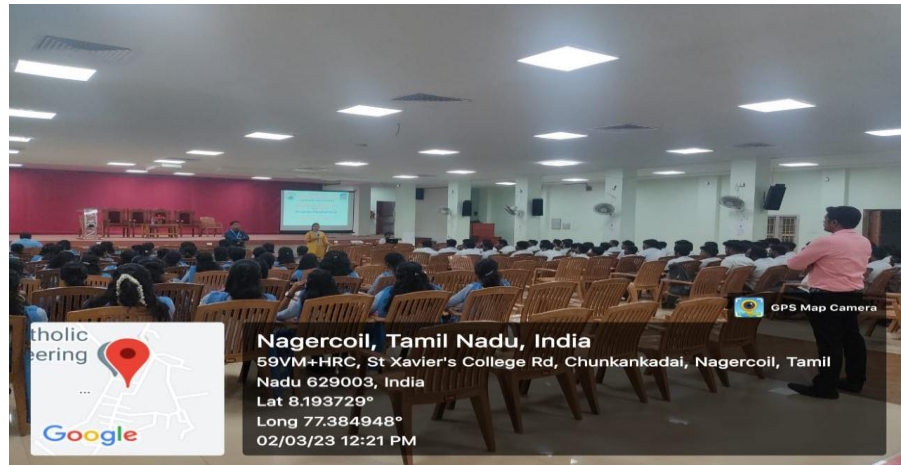 GPS Map Camera
tholic
eering
...
Google
Nagercoil, Tamil Nadu, India
59VM+HRC, St Xavier's College Rd, Chunkankadai, Nagercoil, Tamil
Nadu 629003, India
Lat 8.193729°
Long 77.384948°
02/03/23 12:21 PM